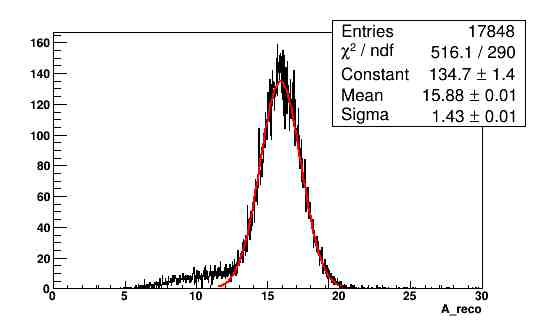 Entries 17848
χ² / ndf 516.1 / 290
Constant 134.7 ± 1.4
Mean 15.88 ± 0.01
Sigma 1.43 ± 0.01
160
140
120
100
80
60
40
20
0
0 5 10 15 20 25 30
A_reco